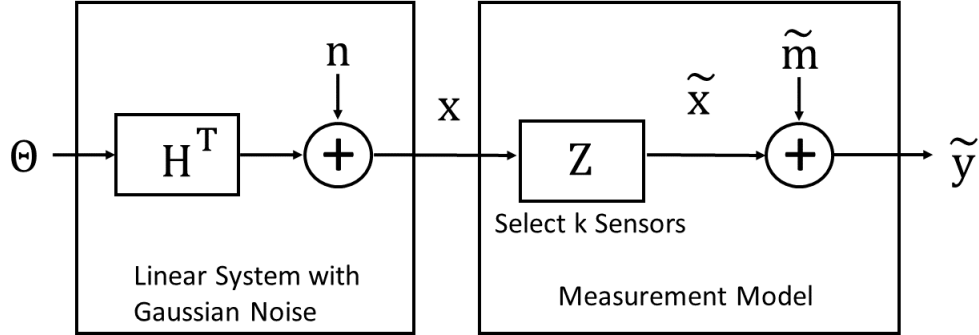 n
m̃
x
x̃
Θ
Hᵀ
+
Z
+
ỹ
Select k Sensors
Linear System with
Gaussian Noise
Measurement Model